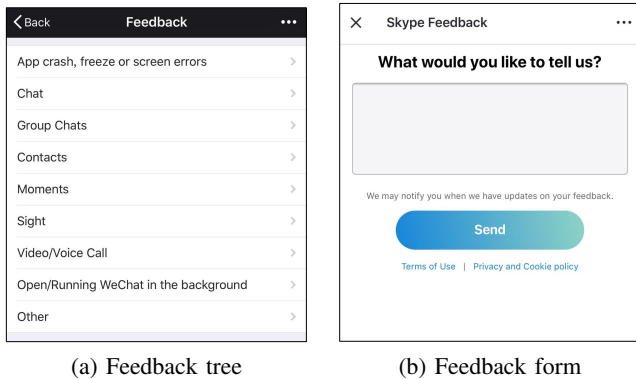 Back Feedback •••
App crash, freeze or screen errors
Chat
Group Chats
Contacts
Moments
Sight
Video/Voice Call
Open/Running WeChat in the background
Other
(a) Feedback tree
Skype Feedback •••
What would you like to tell us?
We may notify you when we have updates on your feedback.
Send
Terms of Use | Privacy and Cookie policy
(b) Feedback form